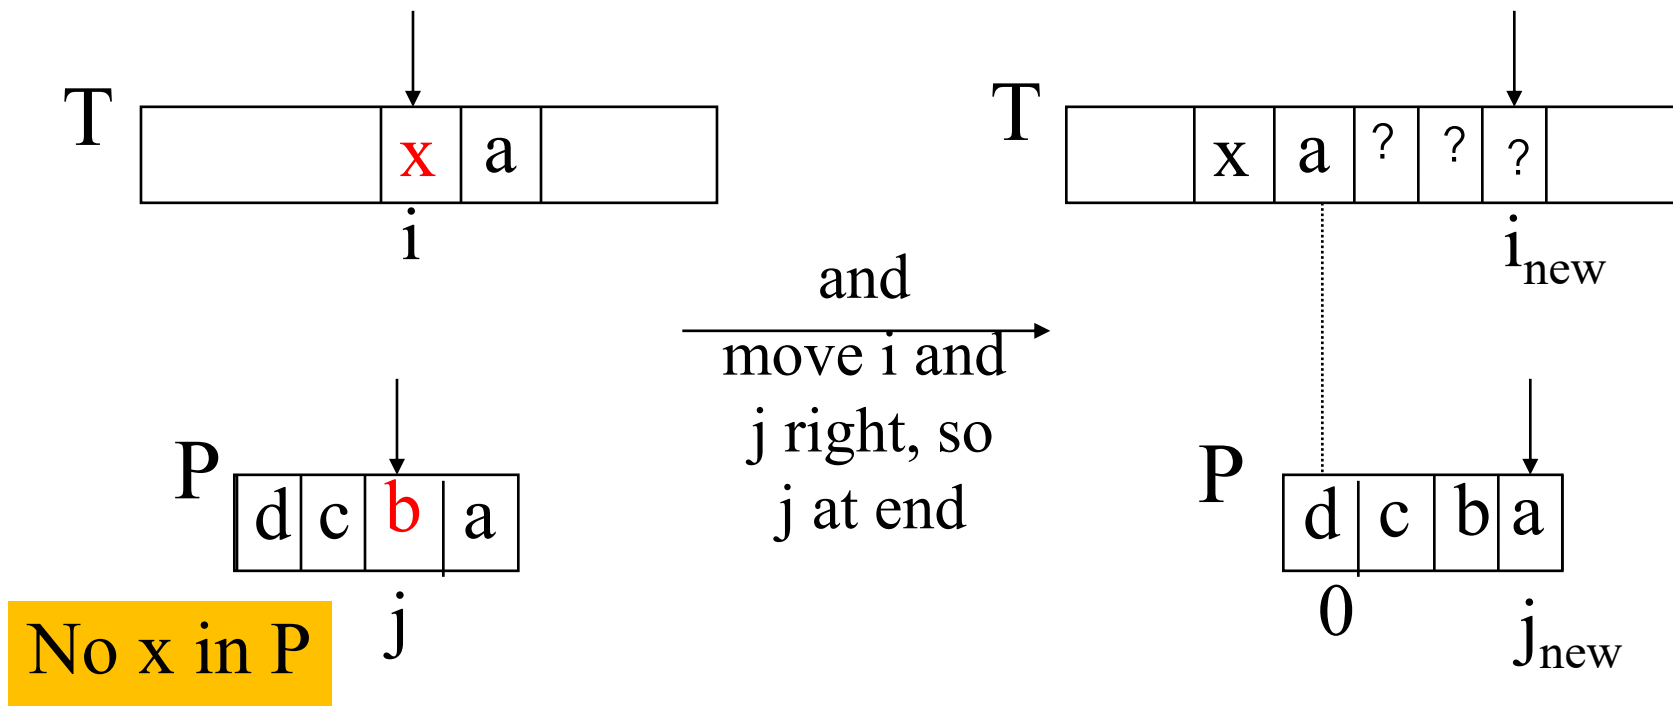 T
x a
i
P
d c b a
j
No x in P
and
move i and
j right, so
j at end
T
x a ? ? ?
i new
P
d c b a
0
j new